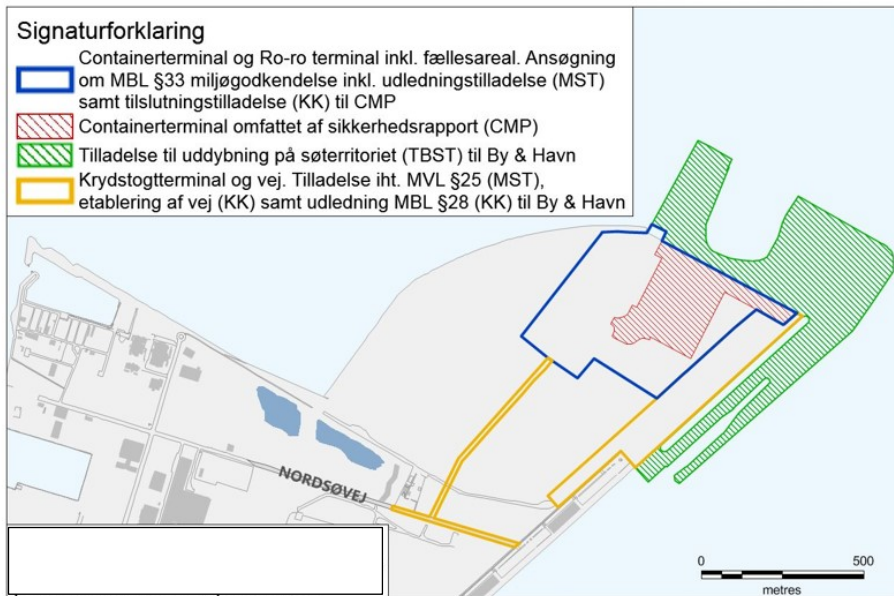 Signaturforklaring
Containerterminal og Ro-ro terminal inkl. fællesareal. Ansøgning
om MBL §33 miljøgodkendelse inkl. udledningstilladelse (MST)
samt tilslutningstilladelse (KK) til CMP
Containerterminal omfattet af sikkerhedsrapport (CMP)
Tilladelse til uddybning på søterritoriet (TBST) til By & Havn
Krydstogtterminal og vej. Tilladelse iht. MVL §25 (MST),
etablering af vej (KK) samt udledning MBL §28 (KK) til By & Havn
NORDSØVEJ
0 500
metres